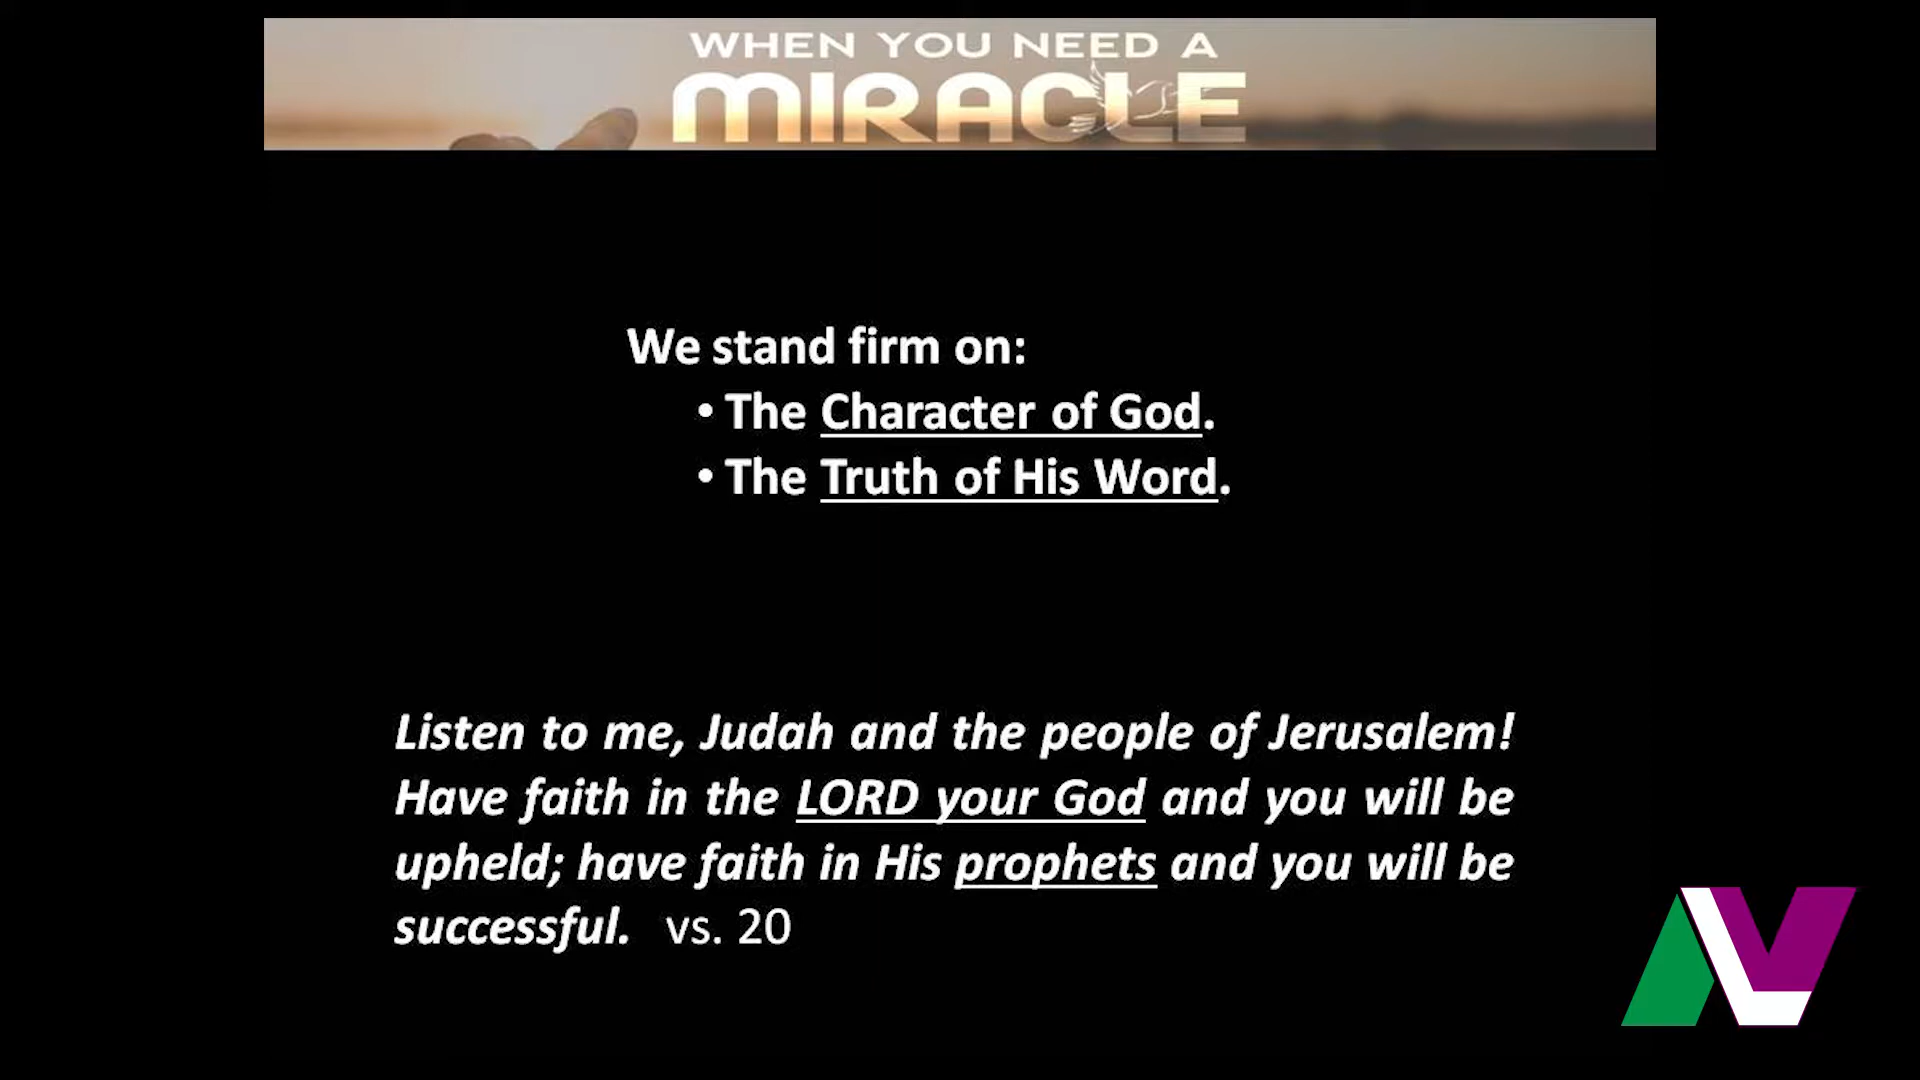 WHEN YOU NEED A
MIRACLE
We stand firm on:
• The Character of God.
• The Truth of His Word.
Listen to me, Judah and the people of Jerusalem!
Have faith in the LORD your God and you will be
upheld; have faith in His prophets and you will be
successful. vs. 20